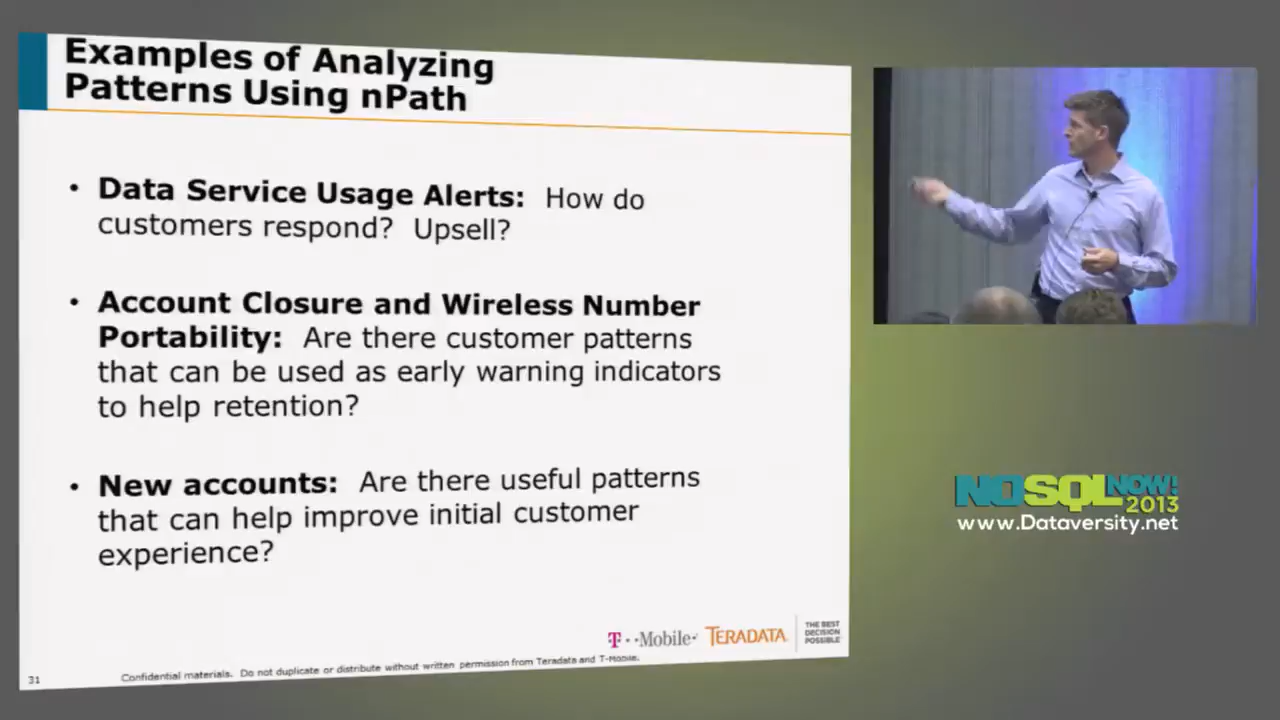 Examples of Analyzing
Patterns Using nPath
• Data Service Usage Alerts: How do
customers respond? Upsell?
• Account Closure and Wireless Number
Portability: Are there customer patterns
that can be used as early warning indicators
to help retention?
• New accounts: Are there useful patterns
that can help improve initial customer
experience?
T··Mobile· TERADATA THE BEST
DECISION
POSSIBLE
31 Confidential materials. Do not duplicate or distribute without written permission from Teradata and T-Mobile.
NOSQL NOW!
2013
www.Dataversity.net